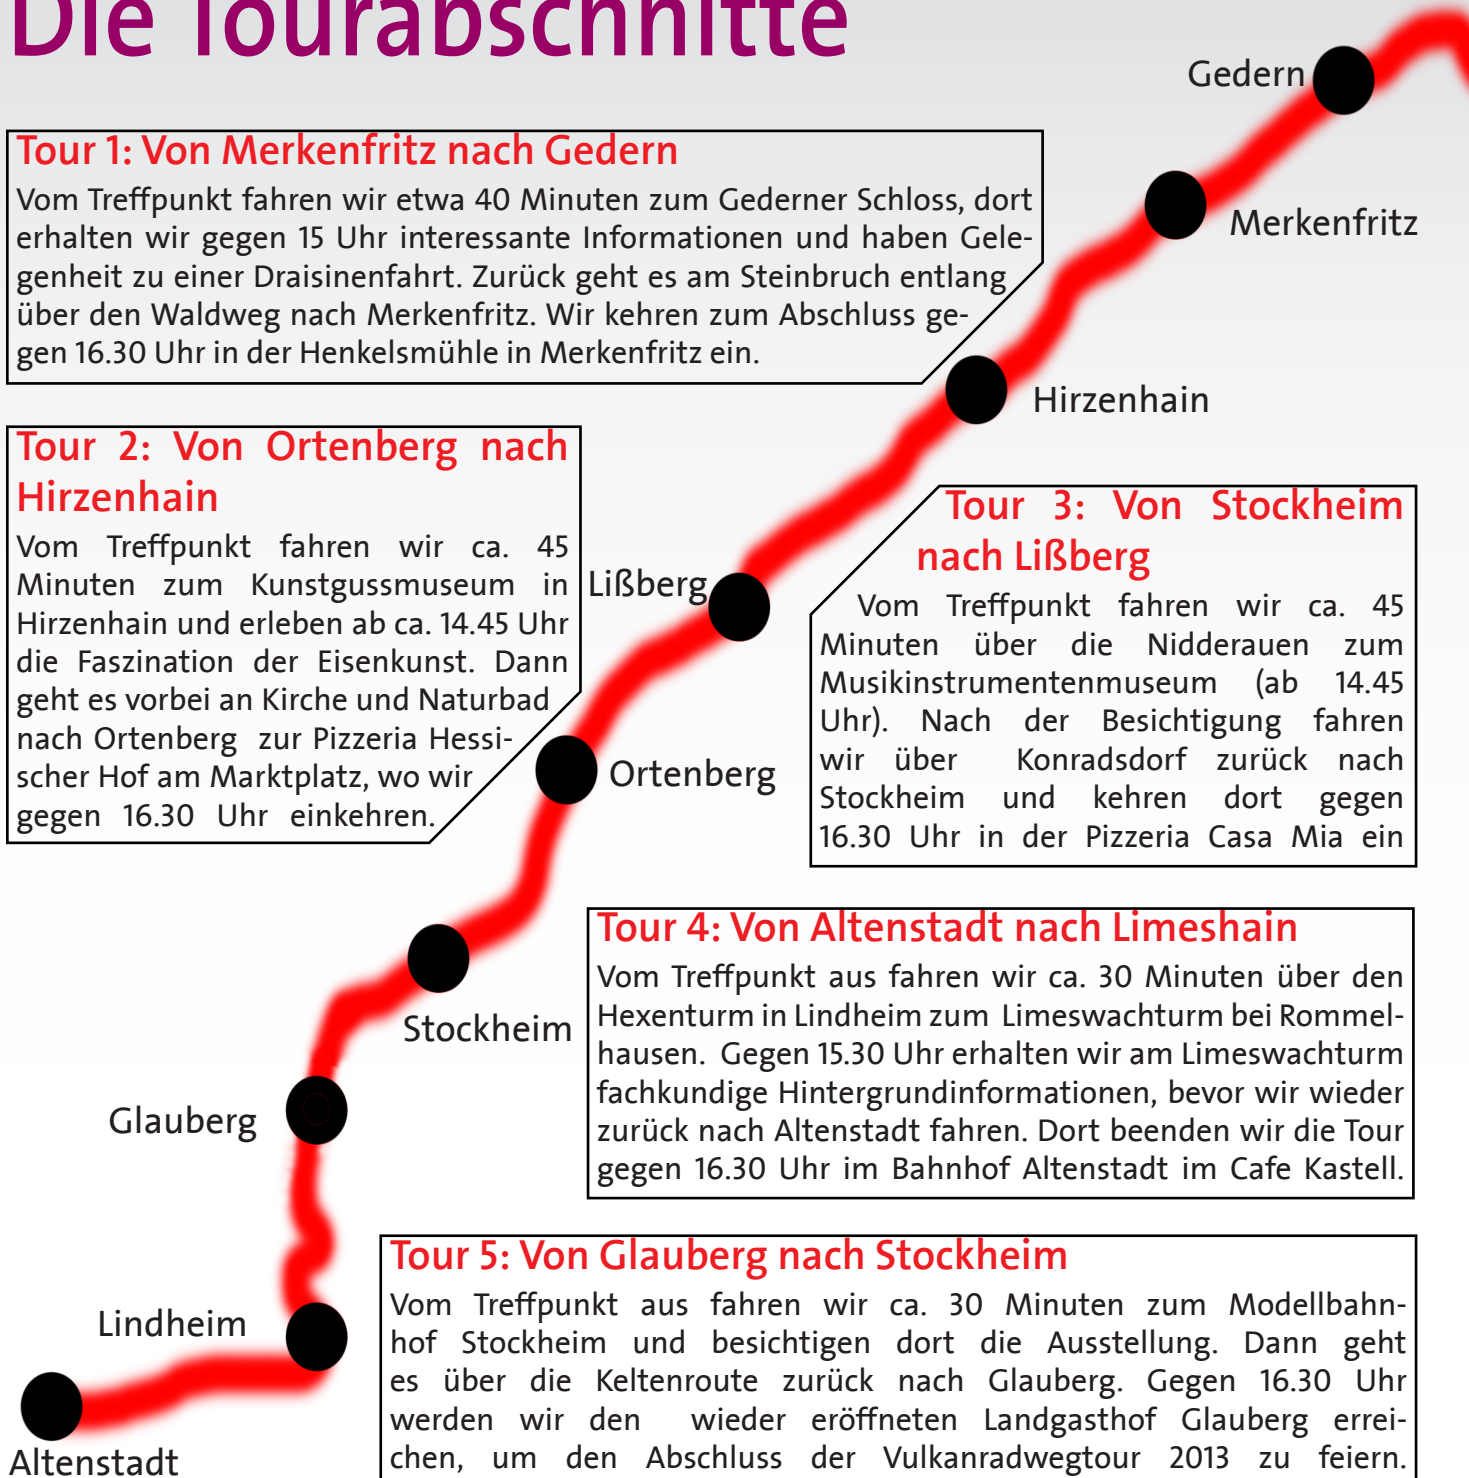 Die Tourabschnitte
Gedern
Tour 1: Von Merkenfritz nach Gedern
Vom Treffpunkt fahren wir etwa 40 Minuten zum Gederner Schloss, dort
erhalten wir gegen 15 Uhr interessante Informationen und haben Gele-
genheit zu einer Draisinenfahrt. Zurück geht es am Steinbruch entlang
über den Waldweg nach Merkenfritz. Wir kehren zum Abschluss ge-
gen 16.30 Uhr in der Henkelsmühle in Merkenfritz ein.
Merkenfritz
Hirzenhain
Tour 2: Von Ortenberg nach
Hirzenhain
Vom Treffpunkt fahren wir ca. 45
Minuten zum Kunstgussmuseum in
Hirzenhain und erleben ab ca. 14.45 Uhr
die Faszination der Eisenkunst. Dann
geht es vorbei an Kirche und Naturbad
nach Ortenberg zur Pizzeria Hessi-
scher Hof am Marktplatz, wo wir
gegen 16.30 Uhr einkehren.
Lißberg
Tour 3: Von Stockheim
nach Lißberg
Vom Treffpunkt fahren wir ca. 45
Minuten über die Nidderauen zum
Musikinstrumentenmuseum (ab 14.45
Uhr). Nach der Besichtigung fahren
wir über Konradsdorf zurück nach
Stockheim und kehren dort gegen
16.30 Uhr in der Pizzeria Casa Mia ein
Ortenberg
Tour 4: Von Altenstadt nach Limeshain
Vom Treffpunkt aus fahren wir ca. 30 Minuten über den
Hexenturm in Lindheim zum Limeswachturm bei Rommel-
hausen. Gegen 15.30 Uhr erhalten wir am Limeswachturm
fachkundige Hintergrundinformationen, bevor wir wieder
zurück nach Altenstadt fahren. Dort beenden wir die Tour
gegen 16.30 Uhr im Bahnhof Altenstadt im Cafe Kastell.
Stockheim
Glauberg
Tour 5: Von Glauberg nach Stockheim
Vom Treffpunkt aus fahren wir ca. 30 Minuten zum Modellbahn-
hof Stockheim und besichtigen dort die Ausstellung. Dann geht
es über die Keltenroute zurück nach Glauberg. Gegen 16.30 Uhr
werden wir den wieder eröffneten Landgasthof Glauberg errei-
chen, um den Abschluss der Vulkanradwegtour 2013 zu feiern.
Lindheim
Altenstadt